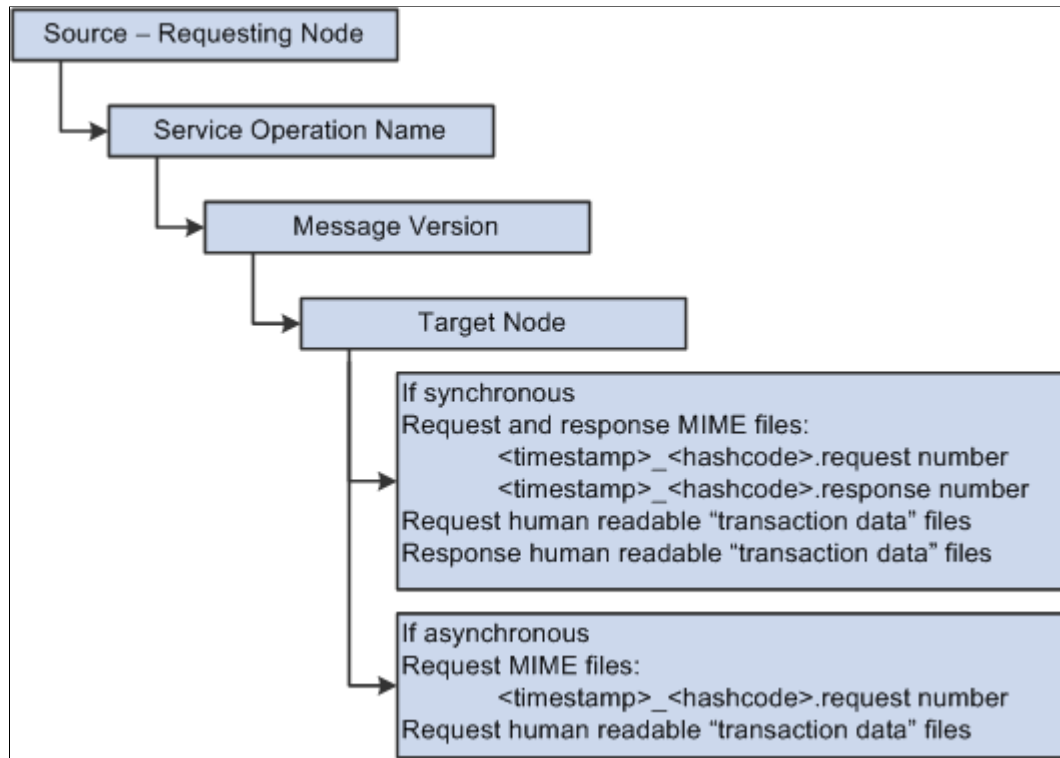 Source – Requesting Node
Service Operation Name
Message Version
Target Node
If synchronous
Request and response MIME files:
<timestamp>_<hashcode>.request number
<timestamp>_<hashcode>.response number
Request human readable “transaction data” files
Response human readable “transaction data” files
If asynchronous
Request MIME files:
<timestamp>_<hashcode>.request number
Request human readable “transaction data” files